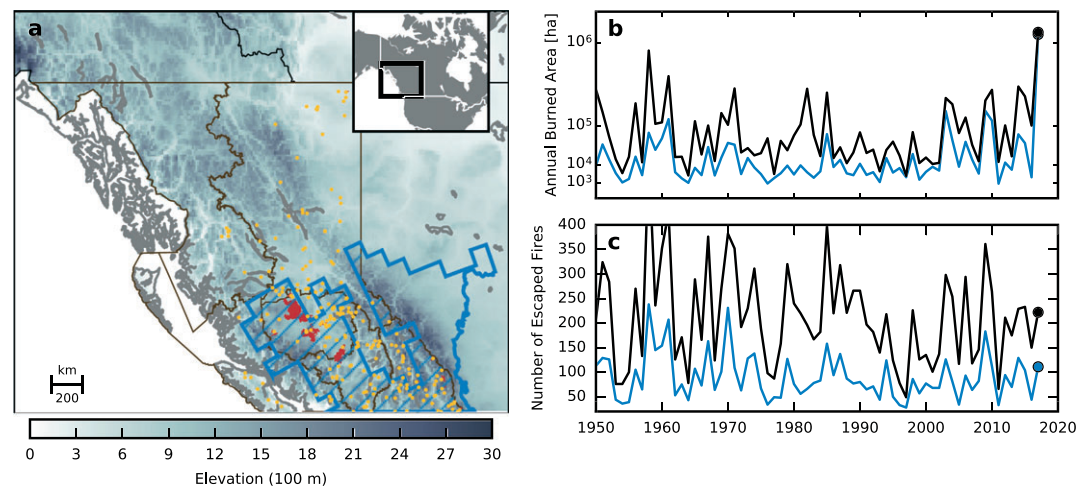 a
km
200
0 3 6 9 12 15 18 21 24 27 30
Elevation (100 m)
b
Annual Burned Area [ha]
10⁶
10⁵
10⁴
10³
c
Number of Escaped Fires
400
350
300
250
200
150
100
50
1950 1960 1970 1980 1990 2000 2010 2020